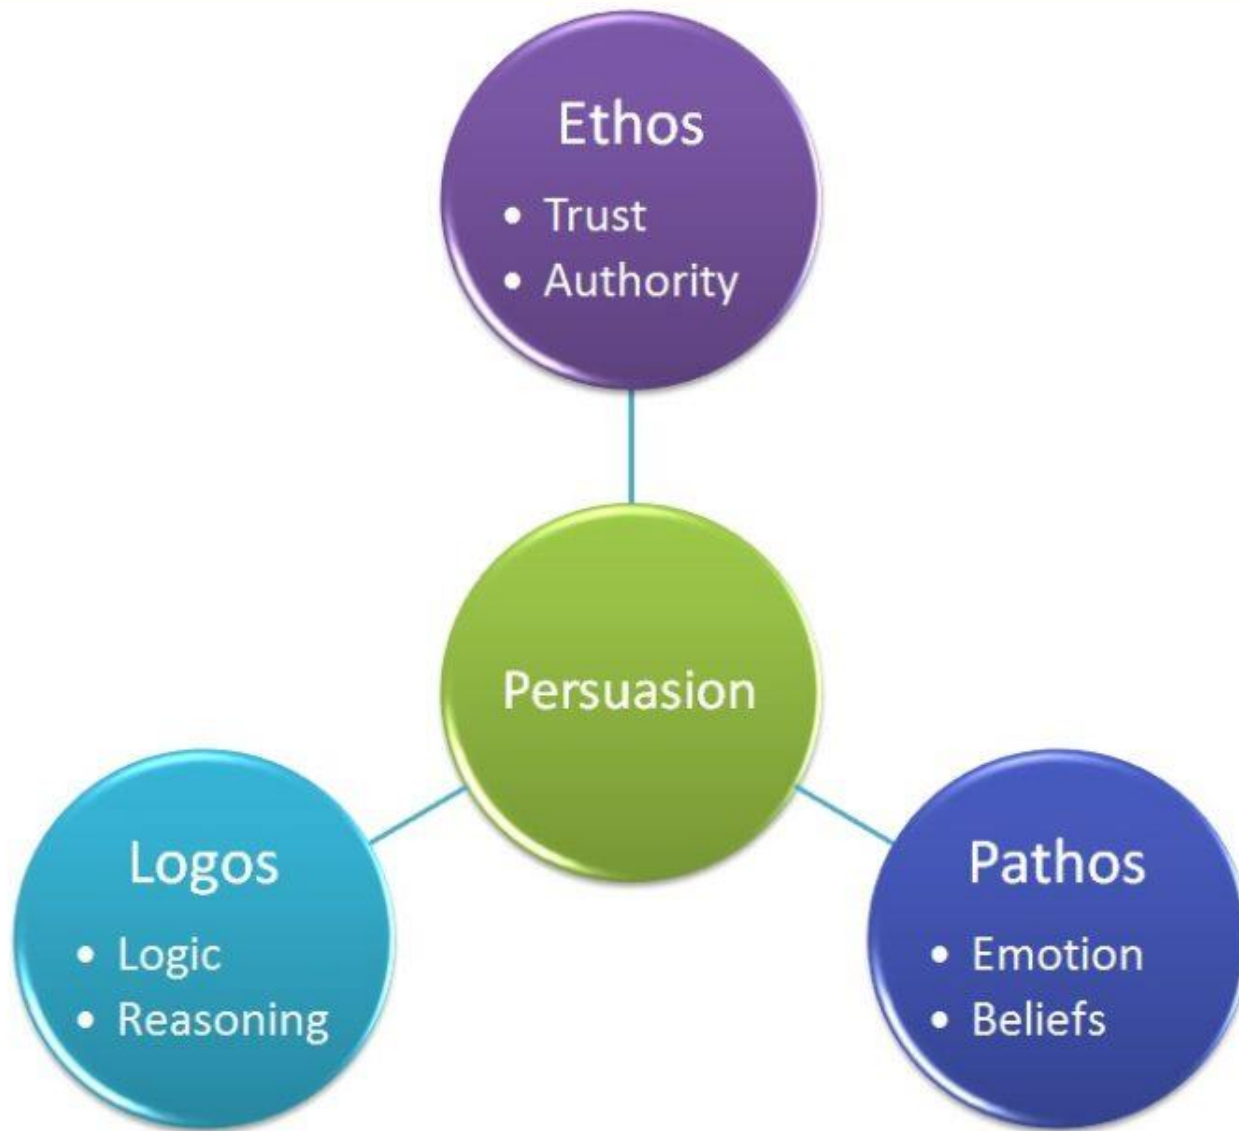 Ethos
• Trust
• Authority
Persuasion
Logos
• Logic
• Reasoning
Pathos
• Emotion
• Beliefs